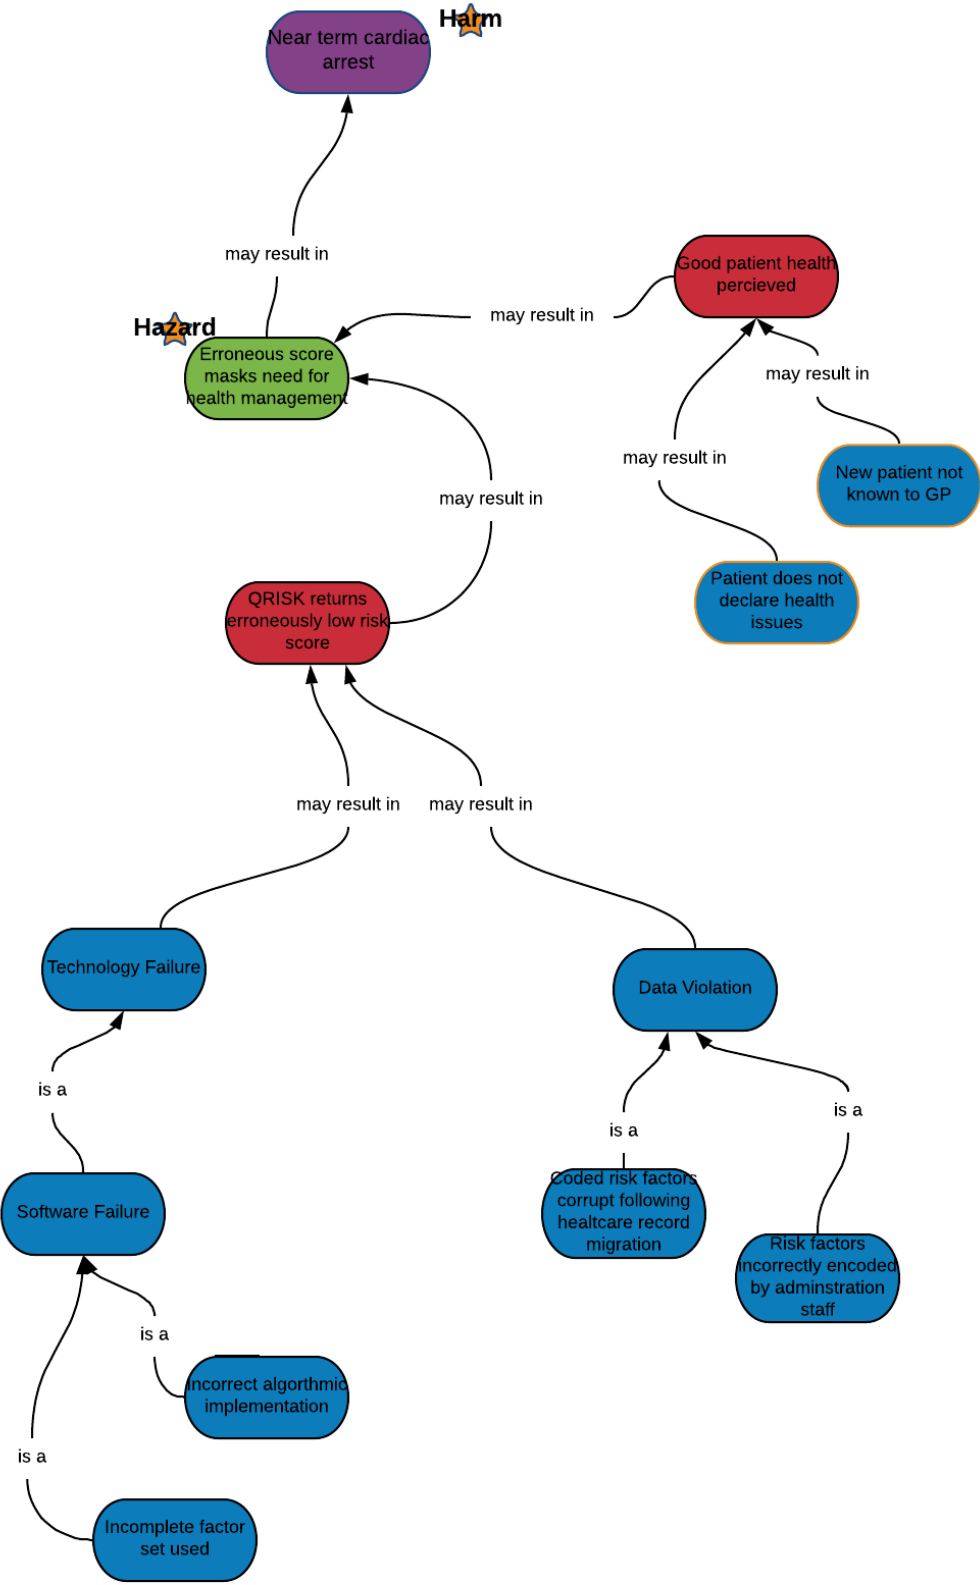 Harm
Near term cardiac
arrest
may result in
Good patient health
percieved
may result in
Hazard
Erroneous score
masks need for
health management
may result in
may result in
New patient not
known to GP
may result in
Patient does not
declare health
issues
QRISK returns
erroneously low risk
score
may result in
may result in
Technology Failure
Data Violation
is a
is a
is a
Software Failure
Coded risk factors
corrupt following
healtcare record
migration
Risk factors
incorrectly encoded
by adminstration
staff
is a
Incorrect algorthmic
implementation
is a
Incomplete factor
set used